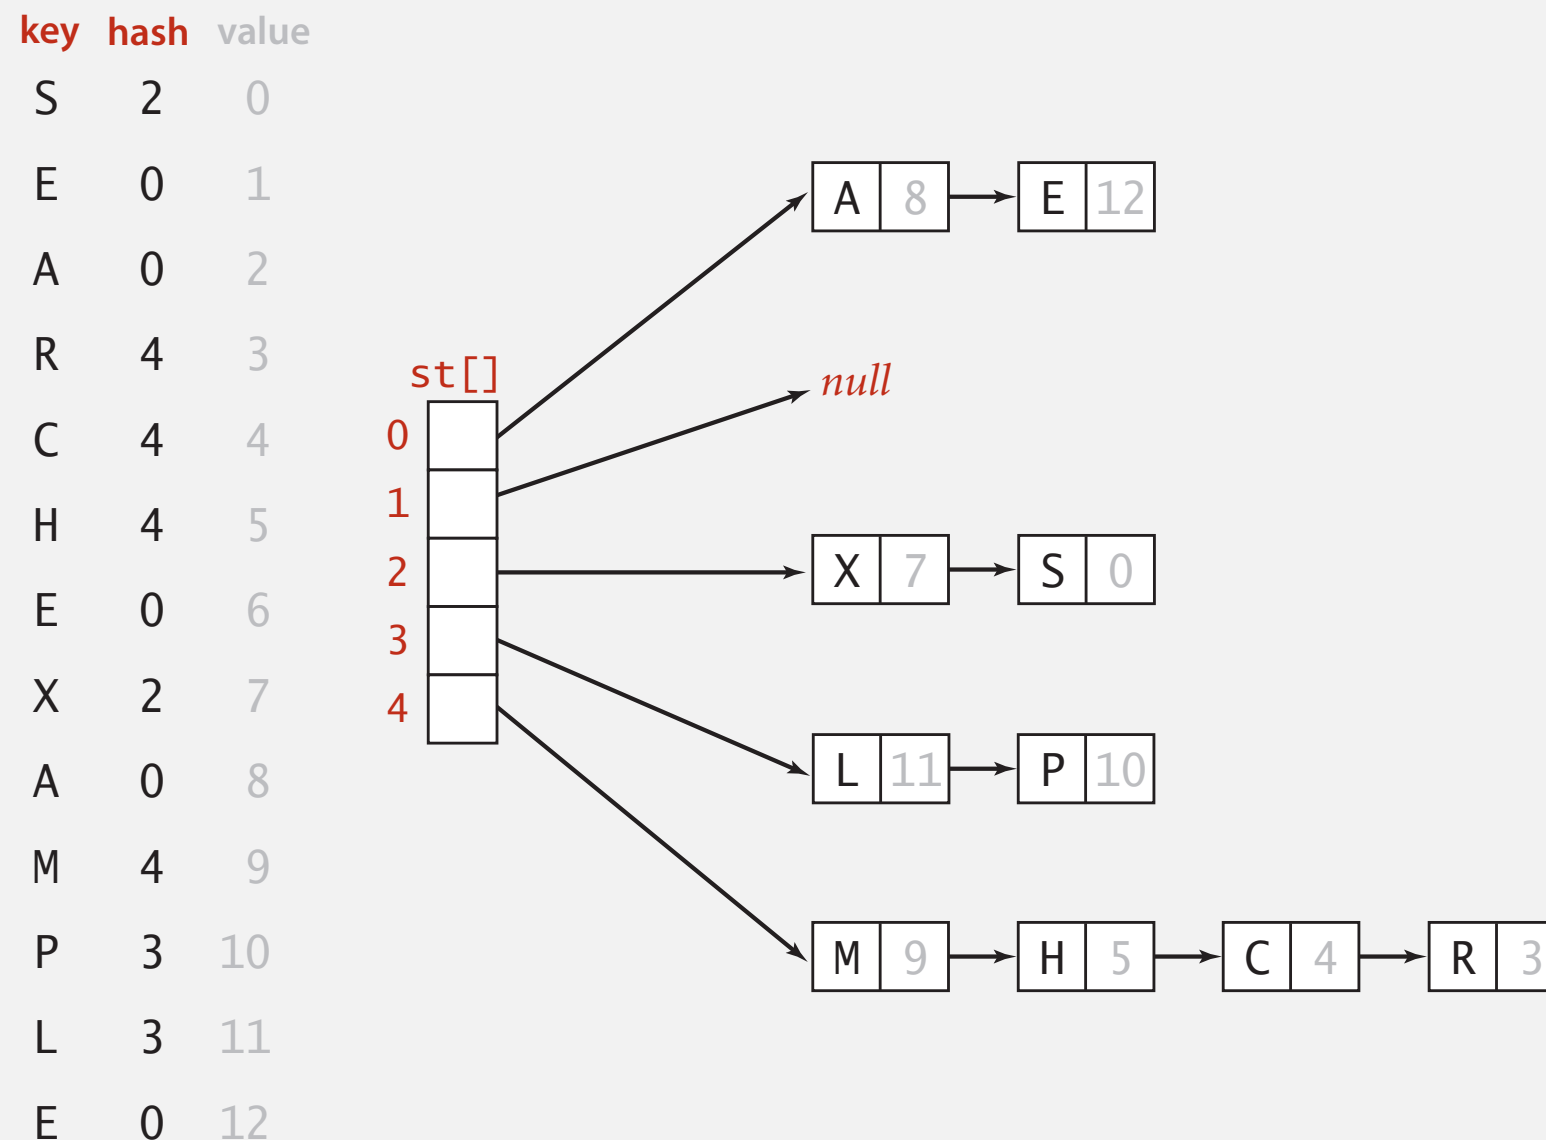 key hash value
S 2 0
E 0 1
A 0 2
R 4 3
C 4 4
H 4 5
E 0 6
X 2 7
A 0 8
M 4 9
P 3 10
L 3 11
E 0 12
st[]
0
1
2
3
4
A 8 E 12
null
X 7 S 0
L 11 P 10
M 9 H 5 C 4 R 3